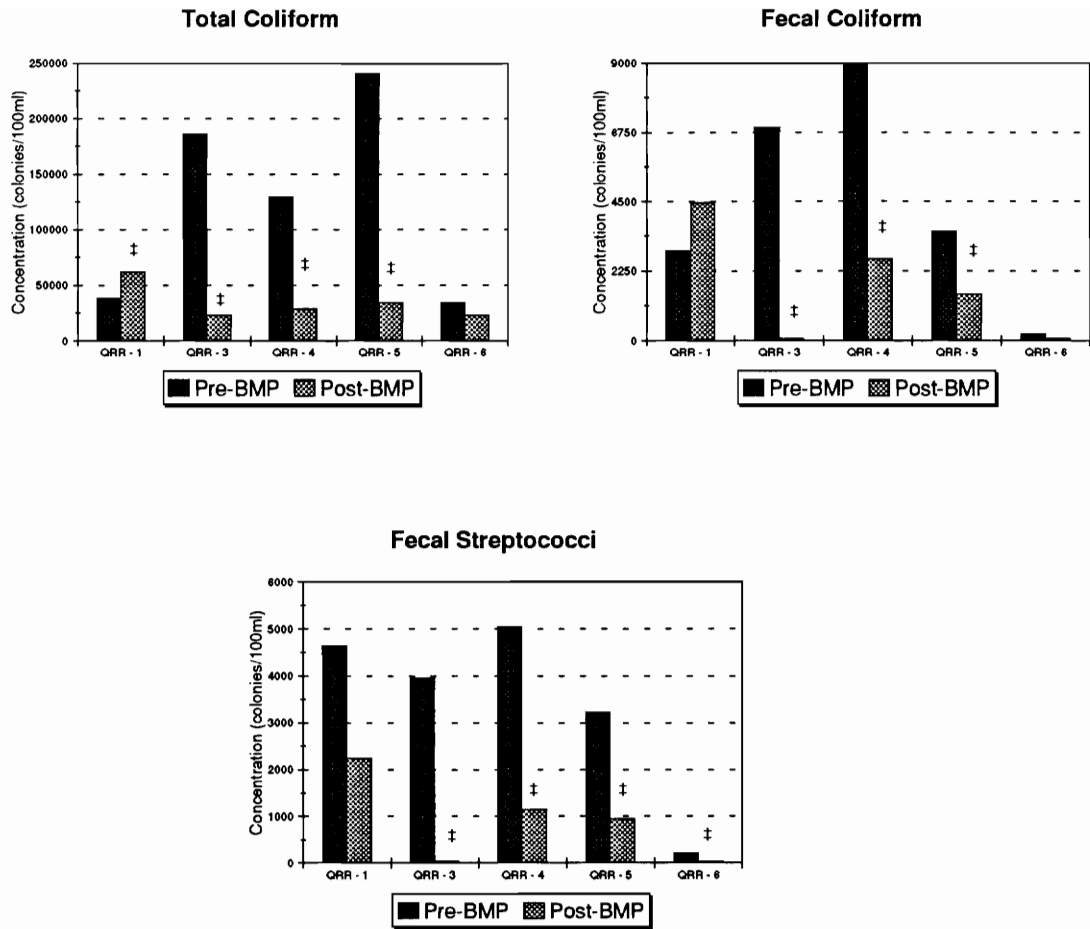 Total Coliform
Concentration (colonies/100ml)
250000
200000
150000
100000
50000
0
‡
‡
‡
‡
QRR - 1 QRR - 3 QRR - 4 QRR - 5 QRR - 6
Pre-BMP Post-BMP
Fecal Coliform
Concentration (colonies/100ml)
9000
6750
4500
2250
0
‡
‡
‡
QRR - 1 QRR - 3 QRR - 4 QRR - 5 QRR - 6
Pre-BMP Post-BMP
Fecal Streptococci
Concentration (colonies/100ml)
6000
5000
4000
3000
2000
1000
0
‡
‡
‡
‡
QRR - 1 QRR - 3 QRR - 4 QRR - 5 QRR - 6
Pre-BMP Post-BMP